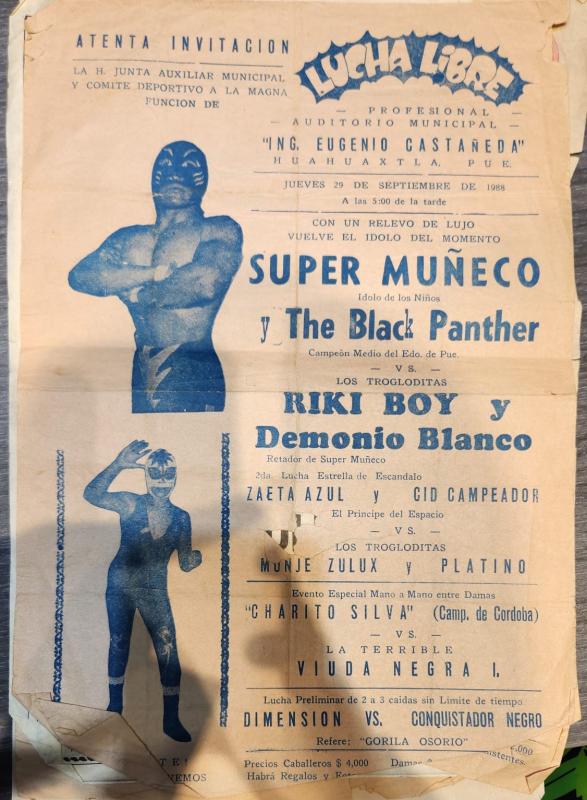 ATENTA INVITACION
LA H. JUNTA AUXILIAR MUNICIPAL
Y COMITE DEPORTIVO A LA MAGNA
FUNCION DE
LUCHA LIBRE
— PROFESIONAL —
— AUDITORIO MUNICIPAL —
"ING. EUGENIO CASTAÑEDA"
HUAHUAXTLA, PUE.
JUEVES 29 DE SEPTIEMBRE DE 1988
A las 5:00 de la tarde
CON UN RELEVO DE LUJO
VUELVE EL IDOLO DEL MOMENTO
SUPER MUÑECO
Idolo de los Niños
y The Black Panther
Campeòn Medio del Edo. de Pue.
— VS. —
LOS TROGLODITAS
RIKI BOY y
Demonio Blanco
Retador de Super Muñeco
2da. Lucha Estrella de Escandalo
ZAETA AZUL y CID CAMPEADOR
El Principe del Espacio
— VS. —
LOS TROGLODITAS
MONJE ZULUX y PLATINO
Evento Especial Mano a Mano entre Damas
"CHARITO SILVA" (Camp. de Cordoba)
— VS. —
LA TERRIBLE
VIUDA NEGRA I.
Lucha Preliminar de 2 a 3 caidas sin Limite de tiempo
DIMENSION VS. CONQUISTADOR NEGRO
Refere: "GORILA OSORIO"
Precios Caballeros $ 4,000 Damas
Habrá Regalos y